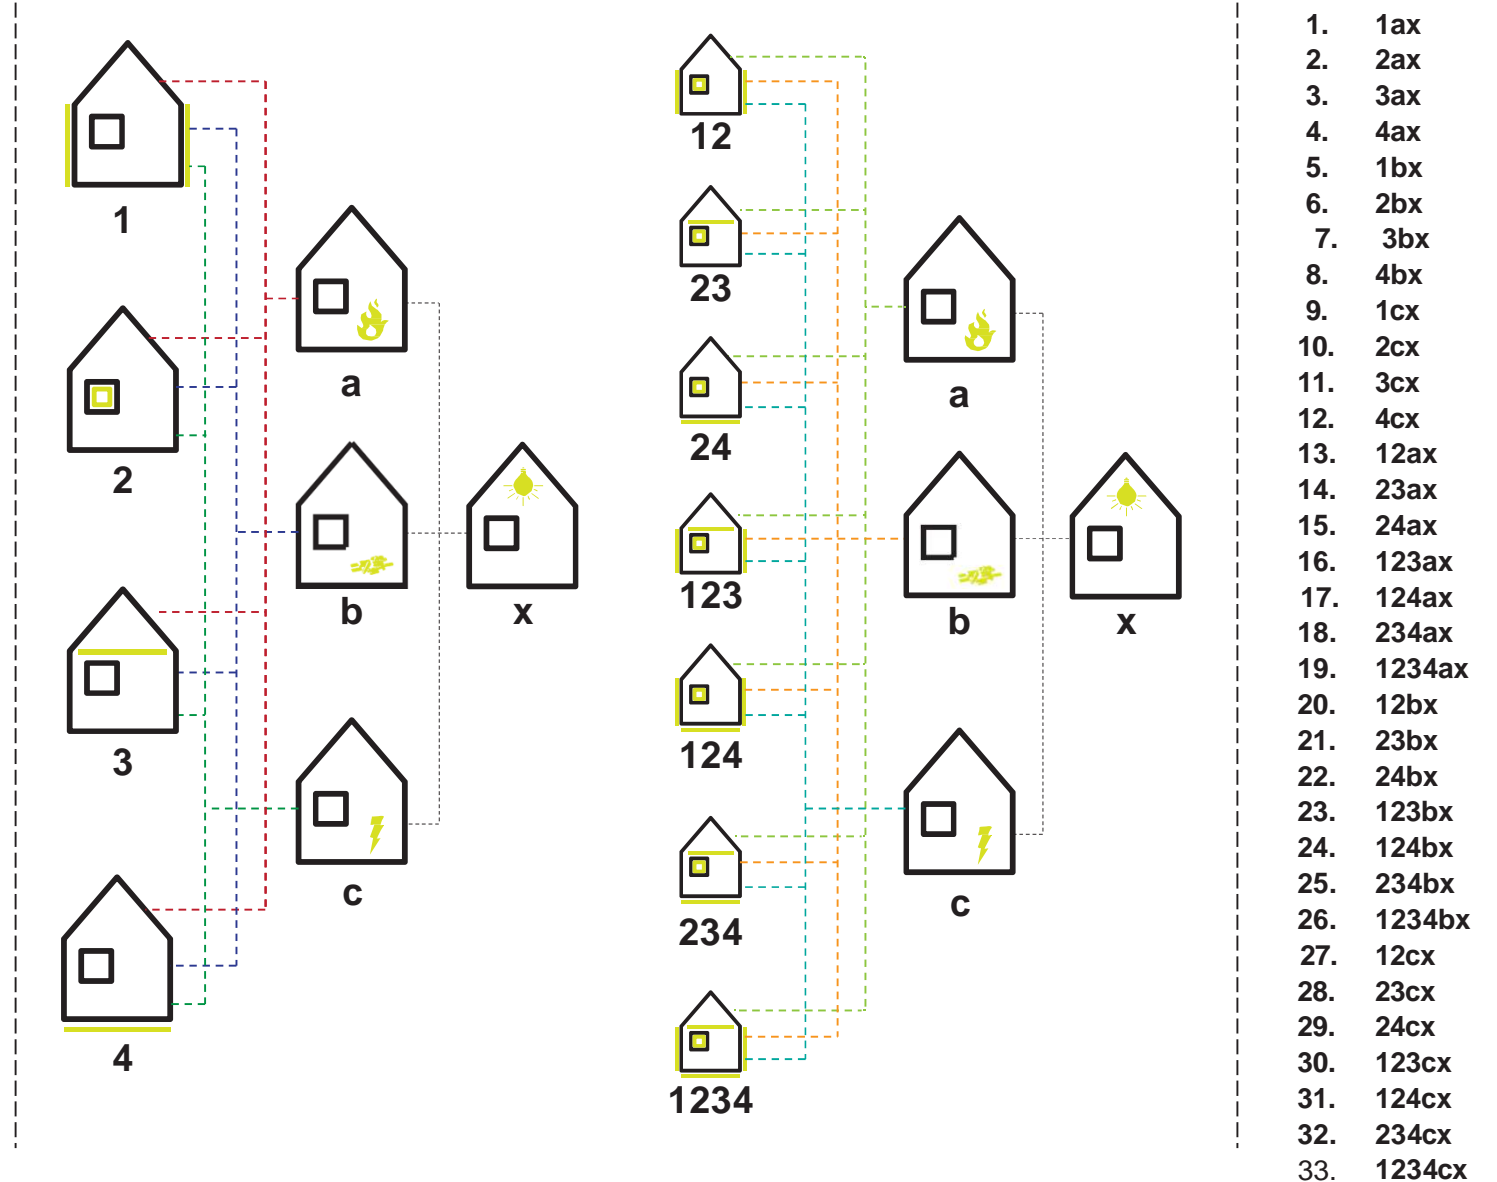 1
2
3
4
a
b
c
x
12
23
24
123
124
234
1234
a
b
c
x
1. 1ax
2. 2ax
3. 3ax
4. 4ax
5. 1bx
6. 2bx
7. 3bx
8. 4bx
9. 1cx
10. 2cx
11. 3cx
12. 4cx
13. 12ax
14. 23ax
15. 24ax
16. 123ax
17. 124ax
18. 234ax
19. 1234ax
20. 12bx
21. 23bx
22. 24bx
23. 123bx
24. 124bx
25. 234bx
26. 1234bx
27. 12cx
28. 23cx
29. 24cx
30. 123cx
31. 124cx
32. 234cx
33. 1234cx